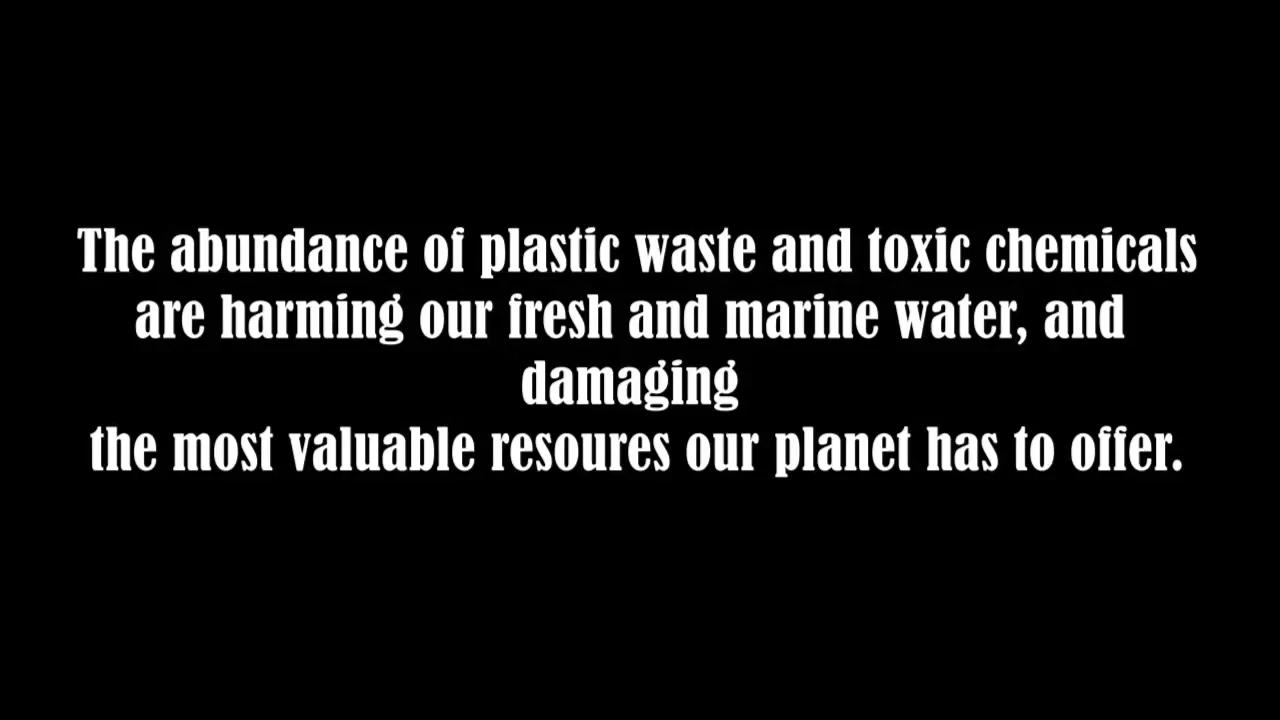 The abundance of plastic waste and toxic chemicals
are harming our fresh and marine water, and
damaging
the most valuable resoures our planet has to offer.